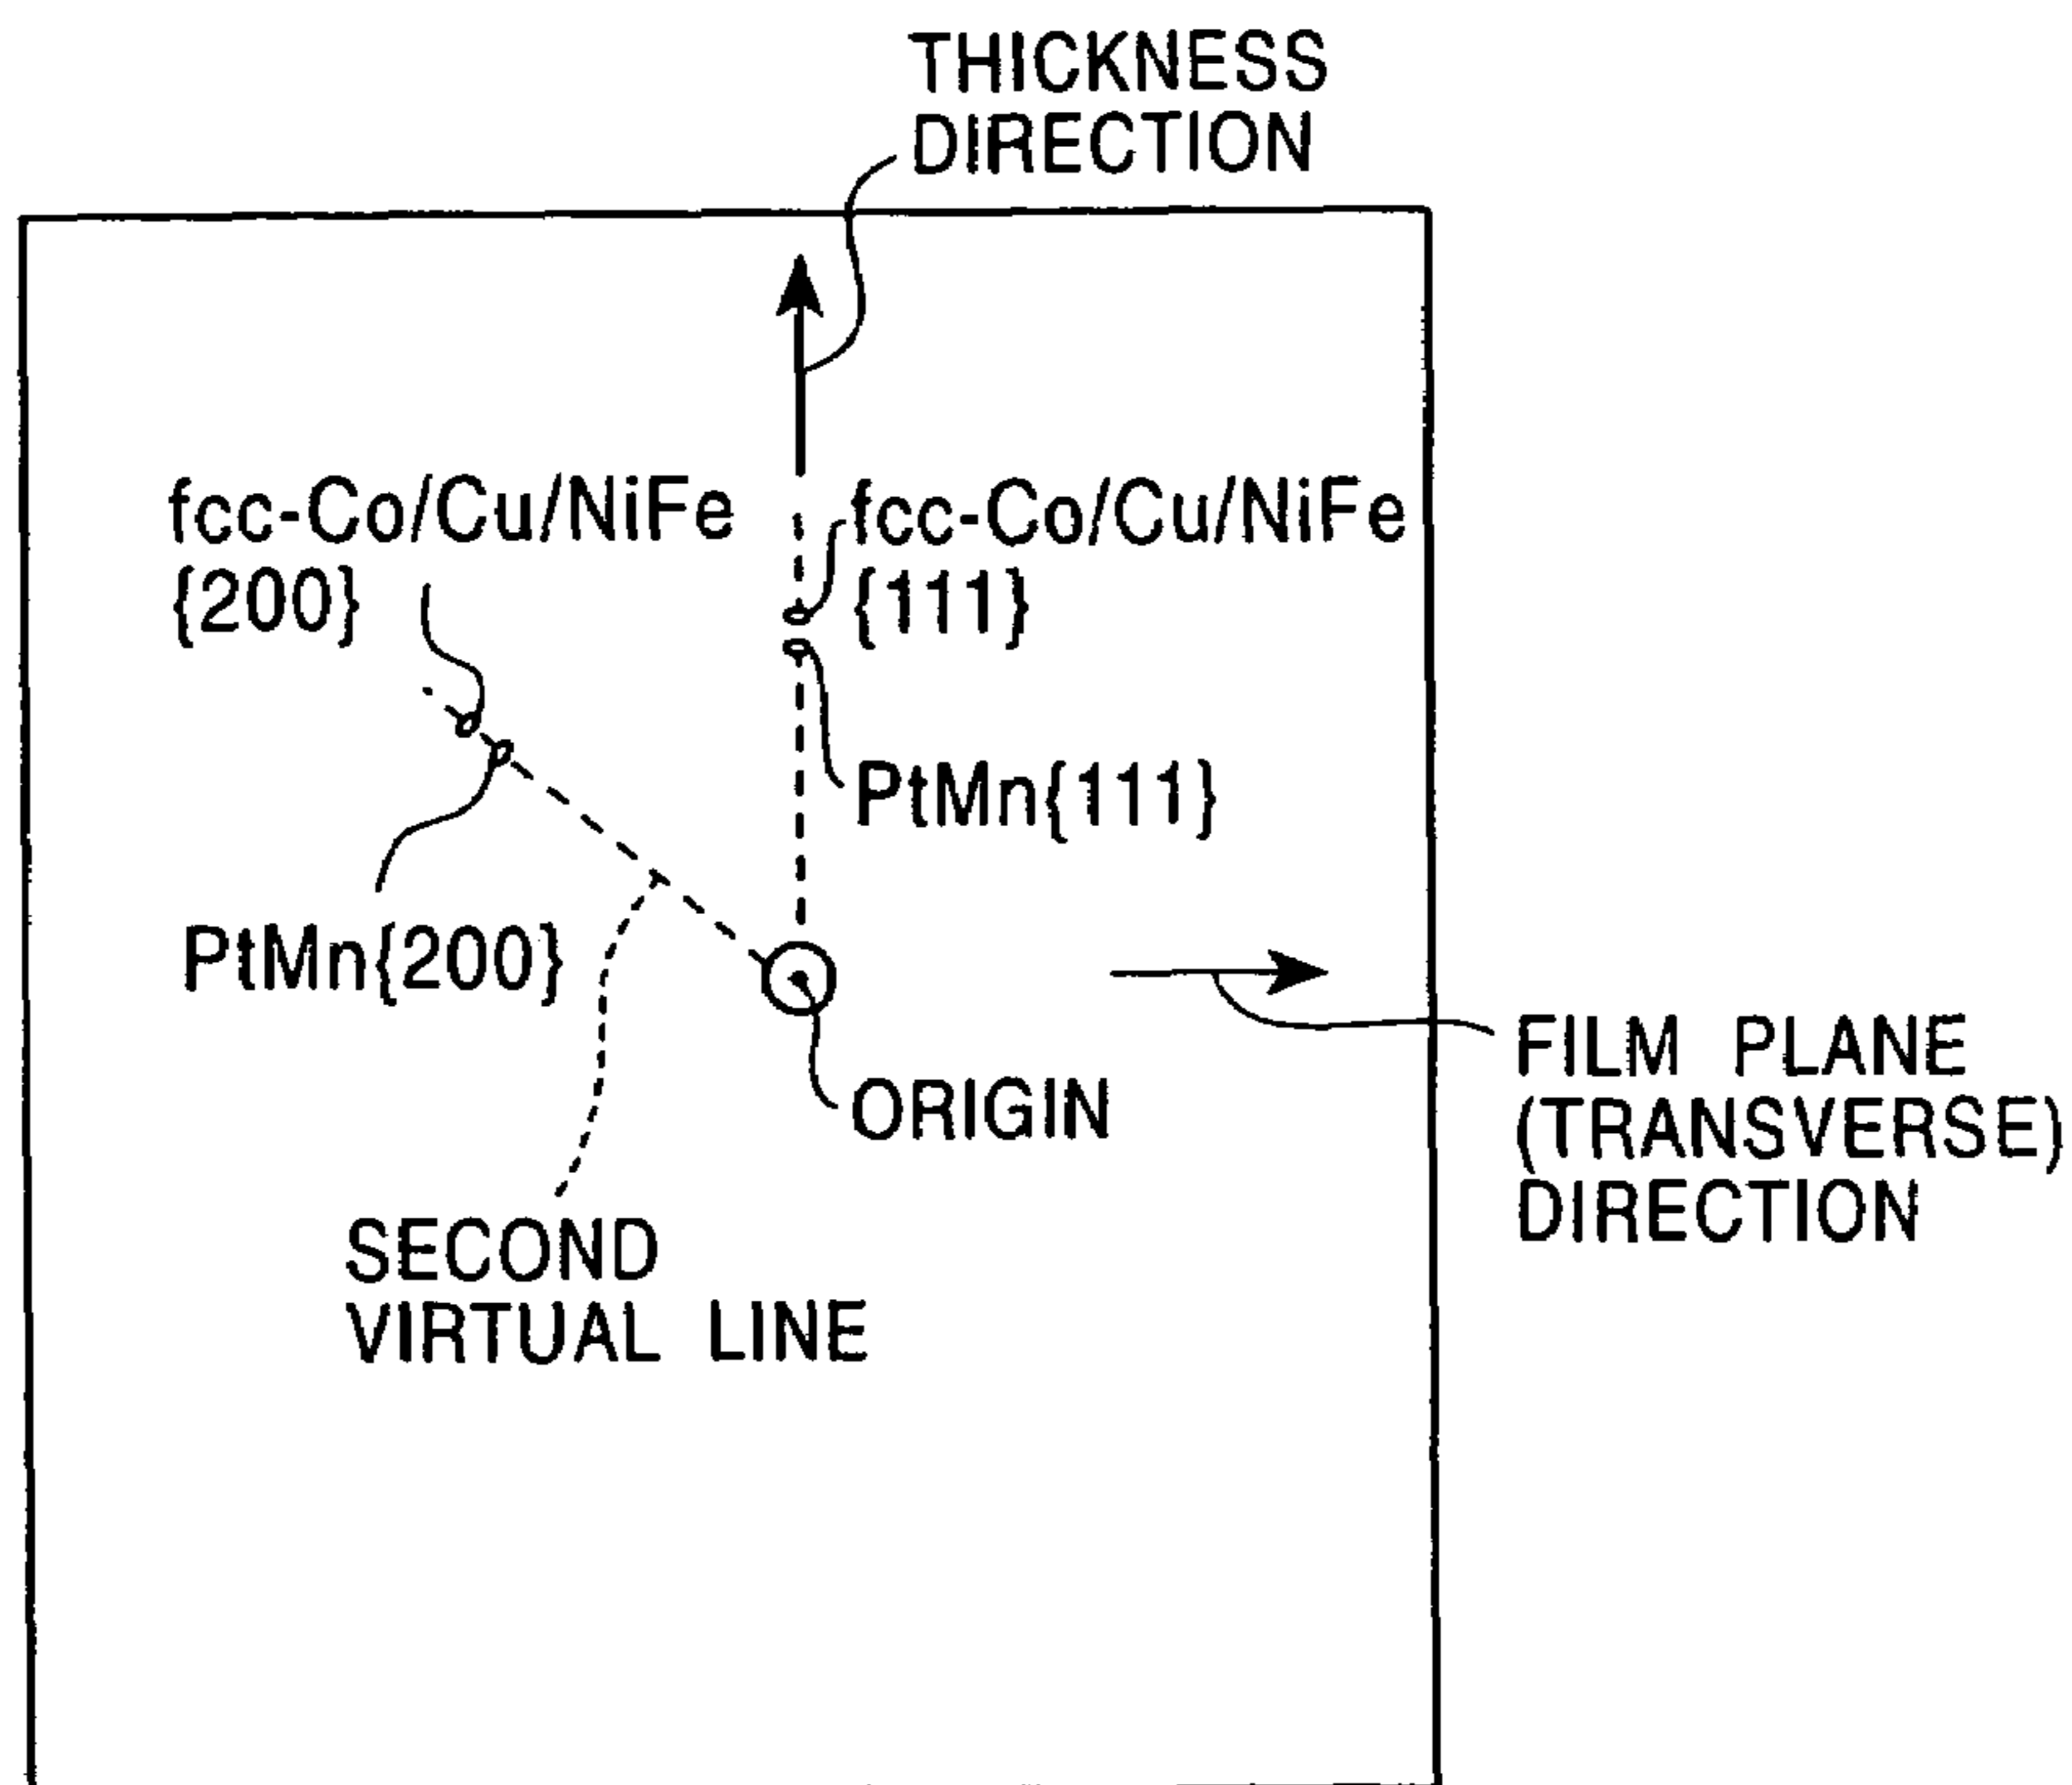 THICKNESS
DIRECTION
fcc-Co/Cu/NiFe
{200}
fcc-Co/Cu/NiFe
{111}
PtMn{111}
PtMn{200}
ORIGIN
FILM PLANE
(TRANSVERSE)
DIRECTION
SECOND
VIRTUAL LINE